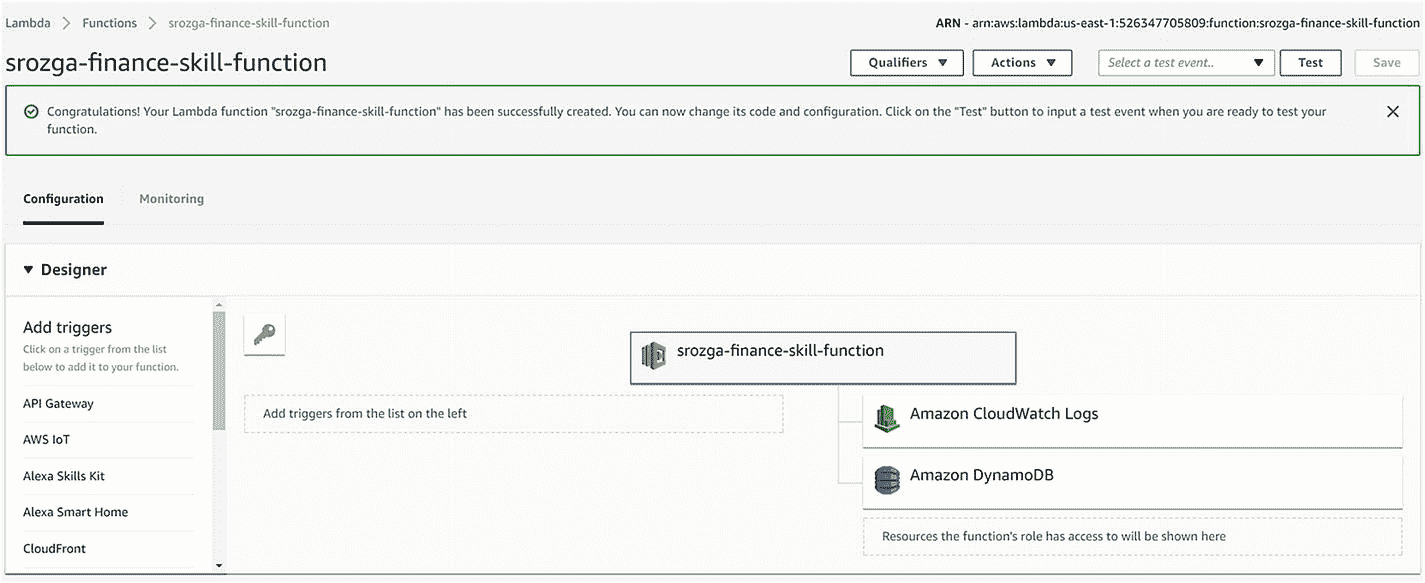 Lambda > Functions > srozga-finance-skill-function
ARN - arn:aws:lambda:us-east-1:526347705809:function:srozga-finance-skill-function
srozga-finance-skill-function
Qualifiers
Actions
Select a test event..
Test
Save
Congratulations! Your Lambda function "srozga-finance-skill-function" has been successfully created. You can now change its code and configuration. Click on the "Test" button to input a test event when you are ready to test your
function.
Configuration
Monitoring
Designer
Add triggers
Click on a trigger from the list
below to add it to your function.
API Gateway
AWS IoT
Alexa Skills Kit
Alexa Smart Home
CloudFront
Add triggers from the list on the left
srozga-finance-skill-function
Amazon CloudWatch Logs
Amazon DynamoDB
Resources the function's role has access to will be shown here